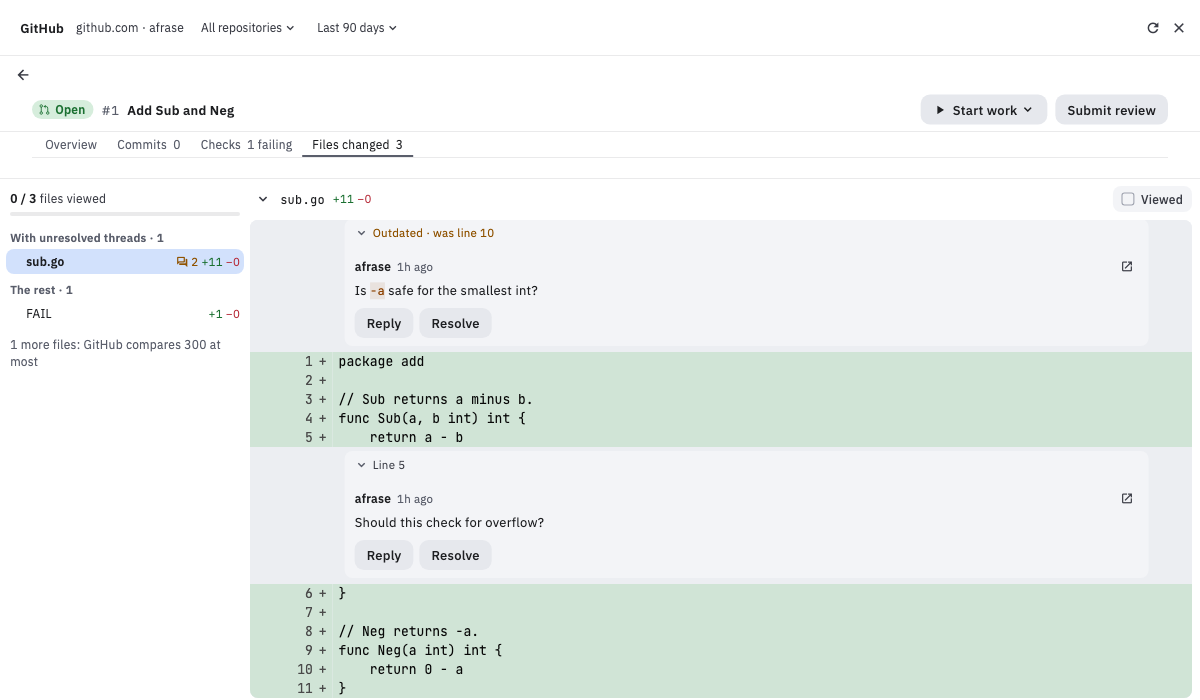 GitHub github.com · afrase All repositories Last 90 days
Open #1 Add Sub and Neg Start work Submit review
Overview Commits 0 Checks 1 failing Files changed 3
0 / 3 files viewed
With unresolved threads · 1
sub.go 2 +11 −0
The rest · 1
FAIL +1 −0
1 more files: GitHub compares 300 at
most
sub.go +11 −0 Viewed
Outdated · was line 10
afrase 1h ago
Is -a safe for the smallest int?
Reply Resolve
1 + package add
2 +
3 + // Sub returns a minus b.
4 + func Sub(a, b int) int {
5 +     return a - b
Line 5
afrase 1h ago
Should this check for overflow?
Reply Resolve
6 + }
7 +
8 + // Neg returns -a.
9 + func Neg(a int) int {
10 +     return 0 - a
11 + }